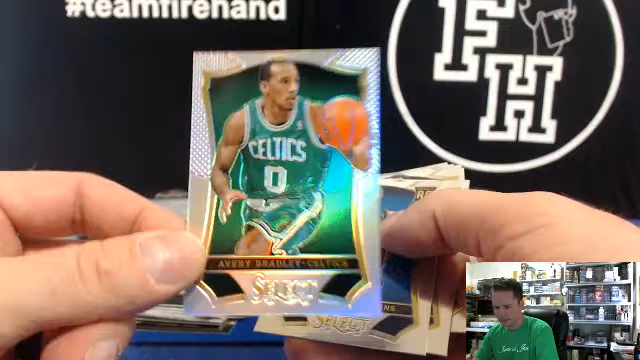 #teamfirehand
FH
CELTICS
0
AVERY BRADLEY • CELTICS
SELECT
SELECT